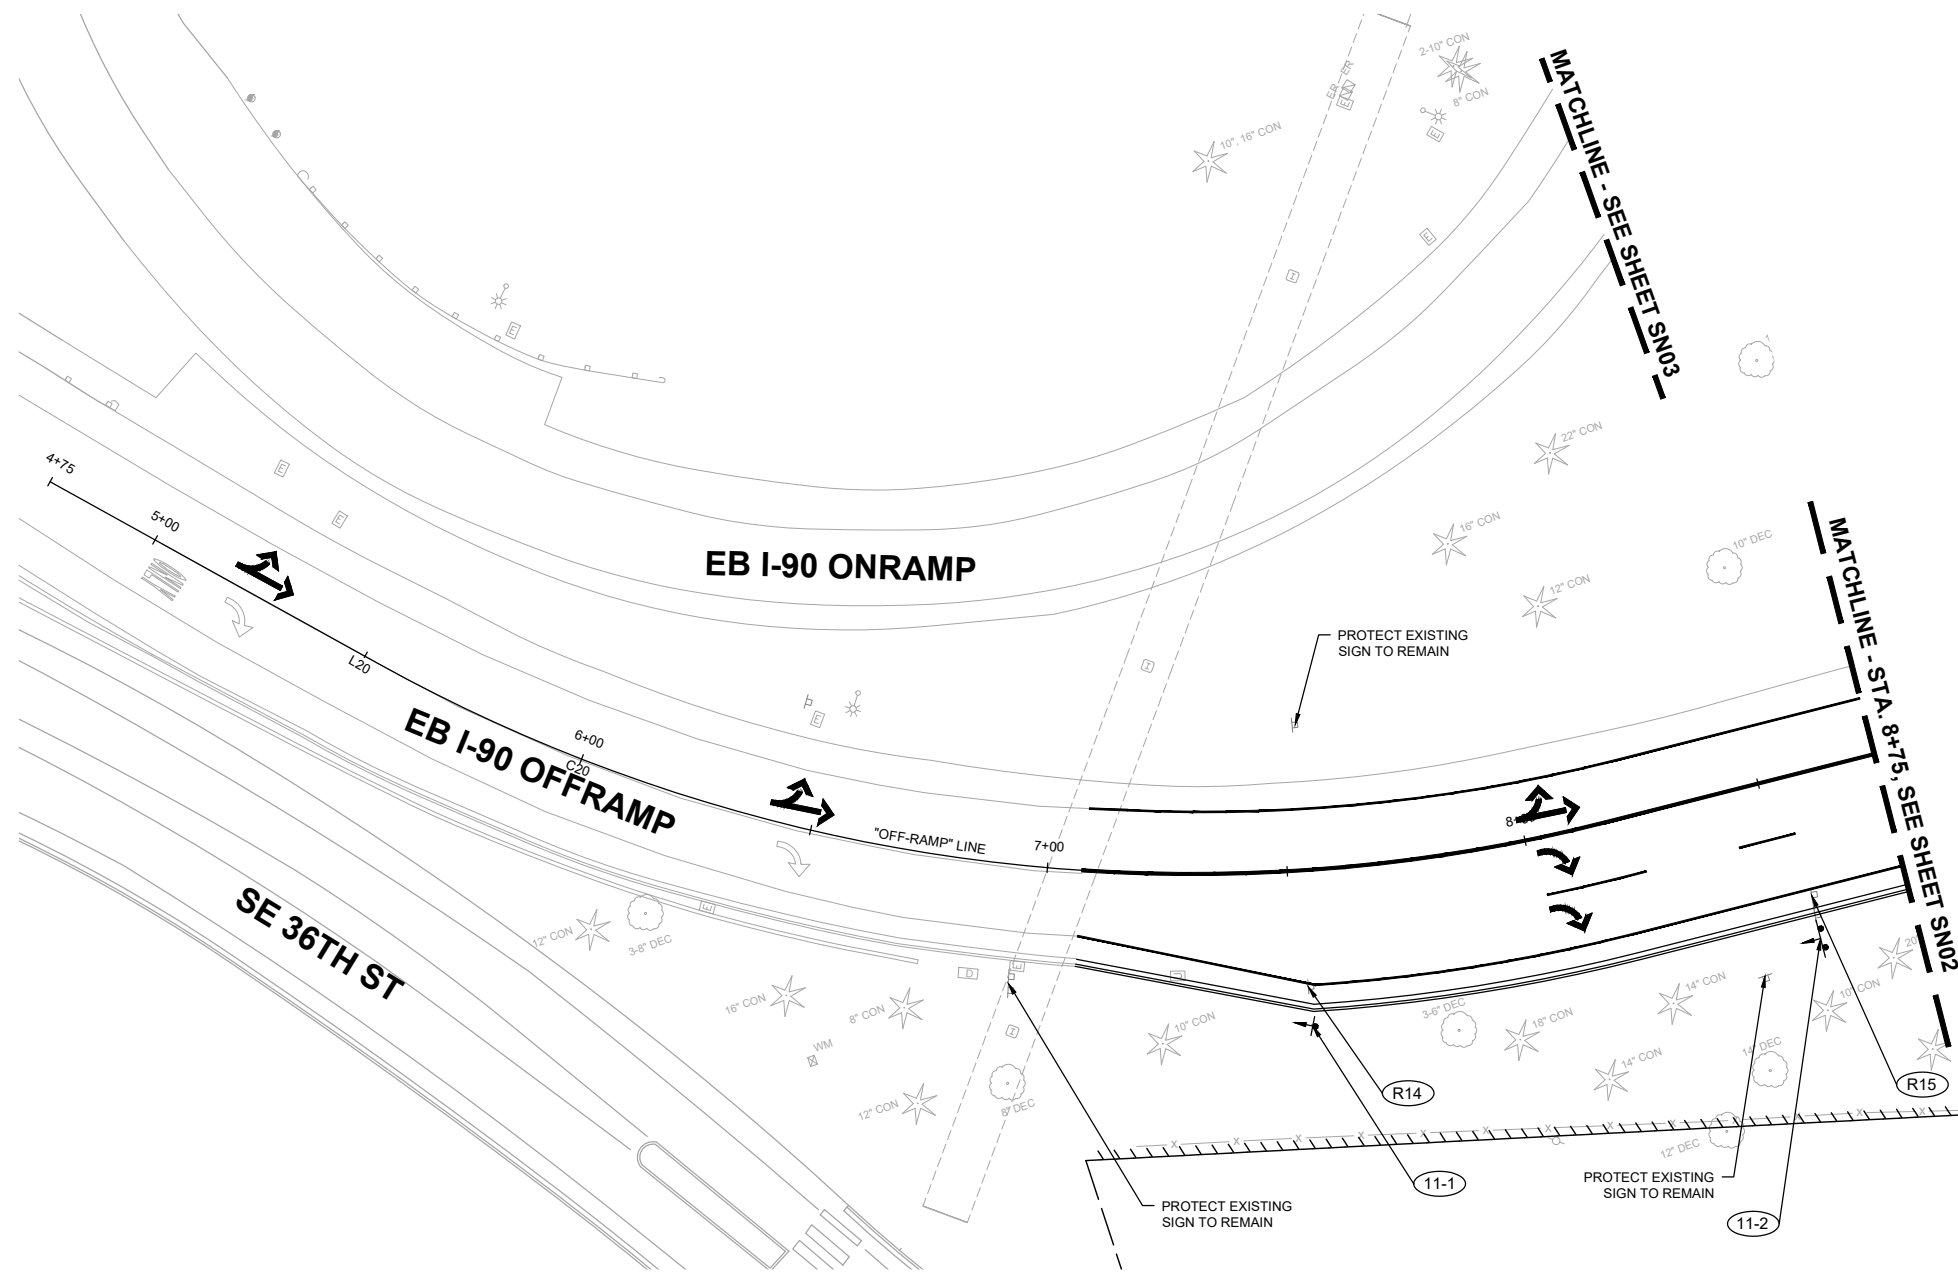 2-10" CON
ER
ER
8" CON
10", 16" CON
MATCHLINE - SEE SHEET SN03
22" CON
16" CON
10" DEC
12" CON
4+75
5+00
L20
EB I-90 ONRAMP
PROTECT EXISTING
SIGN TO REMAIN
EB I-90 OFFRAMP
6+00
C20
"OFF-RAMP" LINE
7+00
MATCHLINE - STA. 8+75, SEE SHEET SN02
SE 36TH ST
12" CON
3-8" DEC
16" CON
8" CON
WM
12" CON
8" DEC
10" CON
3-6" DEC
18" CON
14" CON
14" CON
14" DEC
10" CON
12" DEC
R14
R15
11-1
11-2
PROTECT EXISTING
SIGN TO REMAIN
PROTECT EXISTING
SIGN TO REMAIN
E
E
E
E
E
E
E
E
E
E
I
I
I
D
X
X
X
X
X
X
X
X
X
X
X
X
X